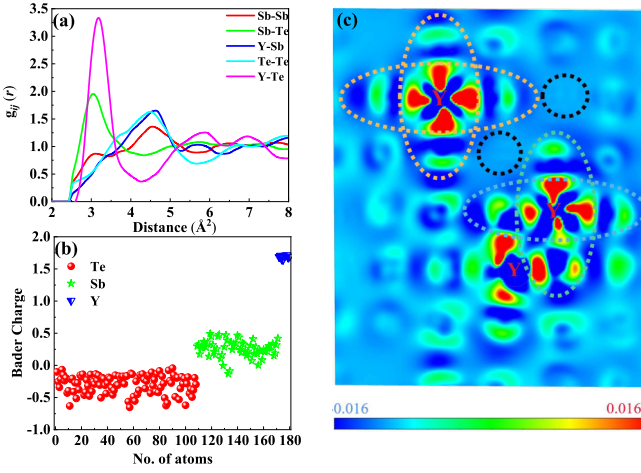 a)
g_ij (r)
3.5
3.0
2.5
2.0
1.5
1.0
0.5
0.0
Sb-Sb
Sb-Te
Y-Sb
Te-Te
Y-Te
2 3 4 5 6 7 8
Distance (Å²)
(b)
Bader Charge
2.0
1.5
1.0
0.5
0.0
-0.5
-1.0
Te
Sb
Y
0 20 40 60 80 100 120 140 160 180
No. of atoms
(c)
Y
Y
Y
-0.016 0.016